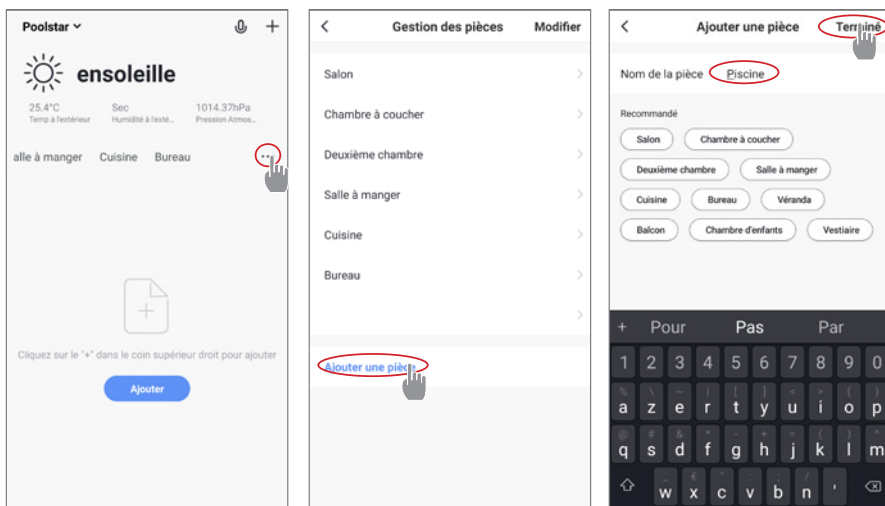 Poolstar
ensoleille
25.4°C Sec 1014.37hPa
Temp à l'extérieur Humidité à l'exté... Pression Atmos...
alle à manger Cuisine Bureau ...
Cliquez sur le "+" dans le coin supérieur droit pour ajouter
Ajouter
Gestion des pièces Modifier
Salon
Chambre à coucher
Deuxième chambre
Salle à manger
Cuisine
Bureau
Ajouter une pièce
Ajouter une pièce Terminé
Nom de la pièce Piscine
Recommandé
Salon Chambre à coucher
Deuxième chambre Salle à manger
Cuisine Bureau Véranda
Balcon Chambre d'enfants Vestiaire
+ Pour Pas Par
1 2 3 4 5 6 7 8 9 0
a z e r t y u i o p
q s d f g h j k l m
w x c v b n '